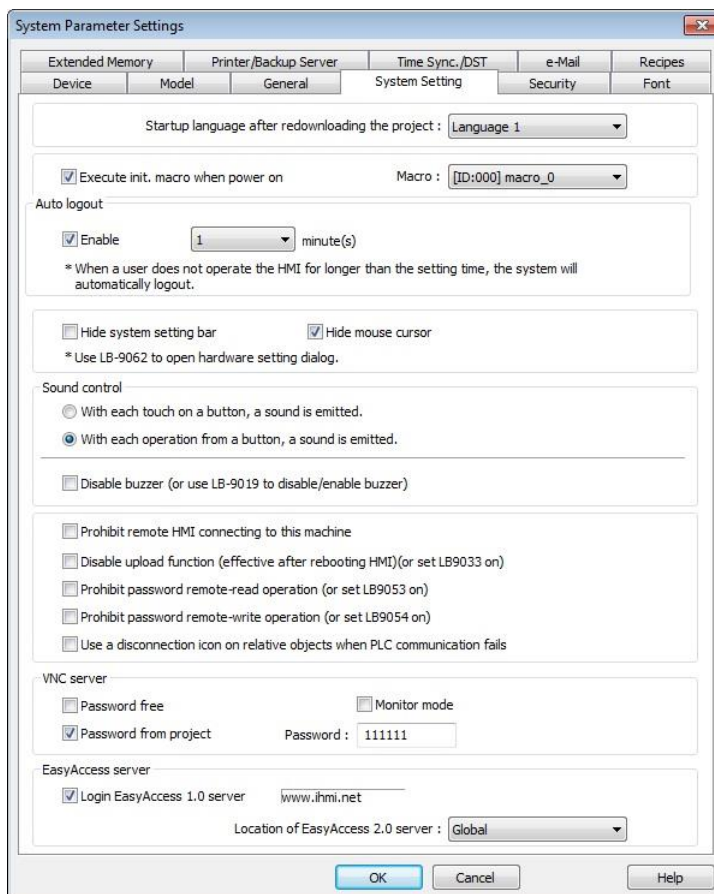 System Parameter Settings
Extended Memory Printer/Backup Server Time Sync./DST e-Mail Recipes
Device Model General System Setting Security Font
Startup language after redownloading the project : Language 1
Execute init. macro when power on Macro : [ID:000] macro_0
Auto logout
Enable 1 minute(s)
* When a user does not operate the HMI for longer than the setting time, the system will
automatically logout.
Hide system setting bar Hide mouse cursor
* Use LB-9062 to open hardware setting dialog.
Sound control
With each touch on a button, a sound is emitted.
With each operation from a button, a sound is emitted.
Disable buzzer (or use LB-9019 to disable/enable buzzer)
Prohibit remote HMI connecting to this machine
Disable upload function (effective after rebooting HMI)(or set LB9033 on)
Prohibit password remote-read operation (or set LB9053 on)
Prohibit password remote-write operation (or set LB9054 on)
Use a disconnection icon on relative objects when PLC communication fails
VNC server
Password free Monitor mode
Password from project Password : 111111
EasyAccess server
Login EasyAccess 1.0 server www.ihmi.net
Location of EasyAccess 2.0 server : Global
OK Cancel Help